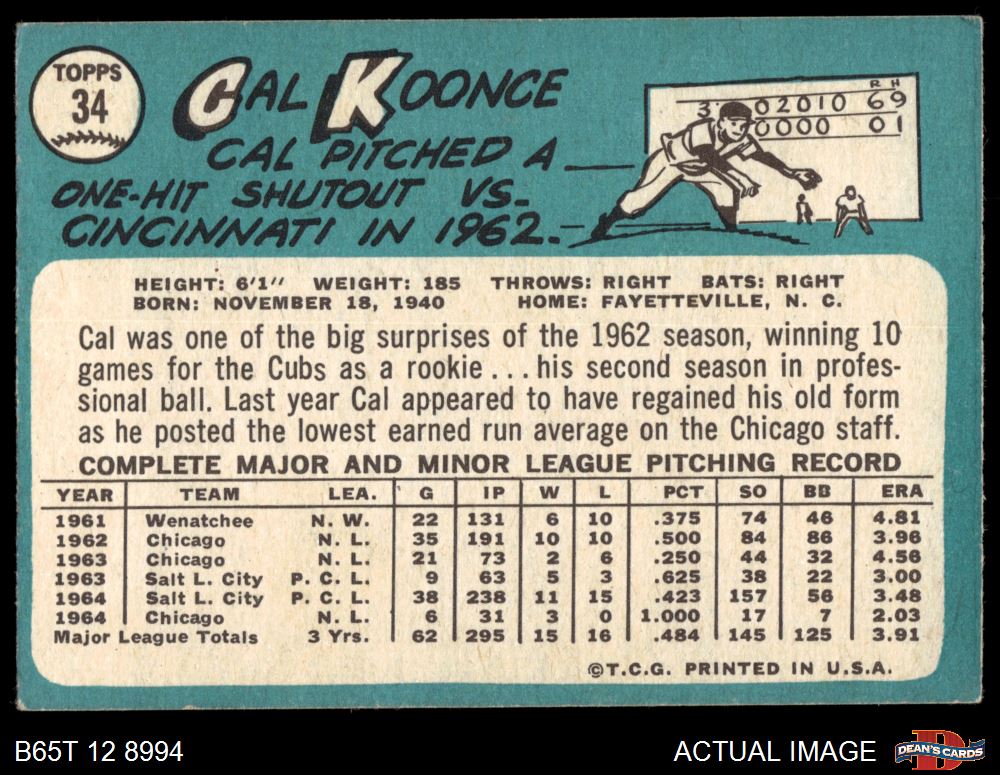 TOPPS
34
CAL KOONCE
CAL PITCHED A
ONE-HIT SHUTOUT VS.
CINCINNATI IN 1962.
R H
3 02010 69
0000 01
HEIGHT: 6'1" WEIGHT: 185 THROWS: RIGHT BATS: RIGHT
BORN: NOVEMBER 18, 1940 HOME: FAYETTEVILLE, N. C.
Cal was one of the big surprises of the 1962 season, winning 10
games for the Cubs as a rookie ... his second season in profes-
sional ball. Last year Cal appeared to have regained his old form
as he posted the lowest earned run average on the Chicago staff.
COMPLETE MAJOR AND MINOR LEAGUE PITCHING RECORD
YEAR TEAM LEA. G IP W L PCT SO BB ERA
1961 Wenatchee N. W. 22 131 6 10 .375 74 46 4.81
1962 Chicago N. L. 35 191 10 10 .500 84 86 3.96
1963 Chicago N. L. 21 73 2 6 .250 44 32 4.56
1963 Salt L. City P. C. L. 9 63 5 3 .625 38 22 3.00
1964 Salt L. City P. C. L. 38 238 11 15 .423 157 56 3.48
1964 Chicago N. L. 6 31 3 0 1.000 17 7 2.03
Major League Totals 3 Yrs. 62 295 15 16 .484 145 125 3.91
©T.C.G. PRINTED IN U.S.A.
B65T 12 8994
ACTUAL IMAGE
D
DEAN'S CARDS